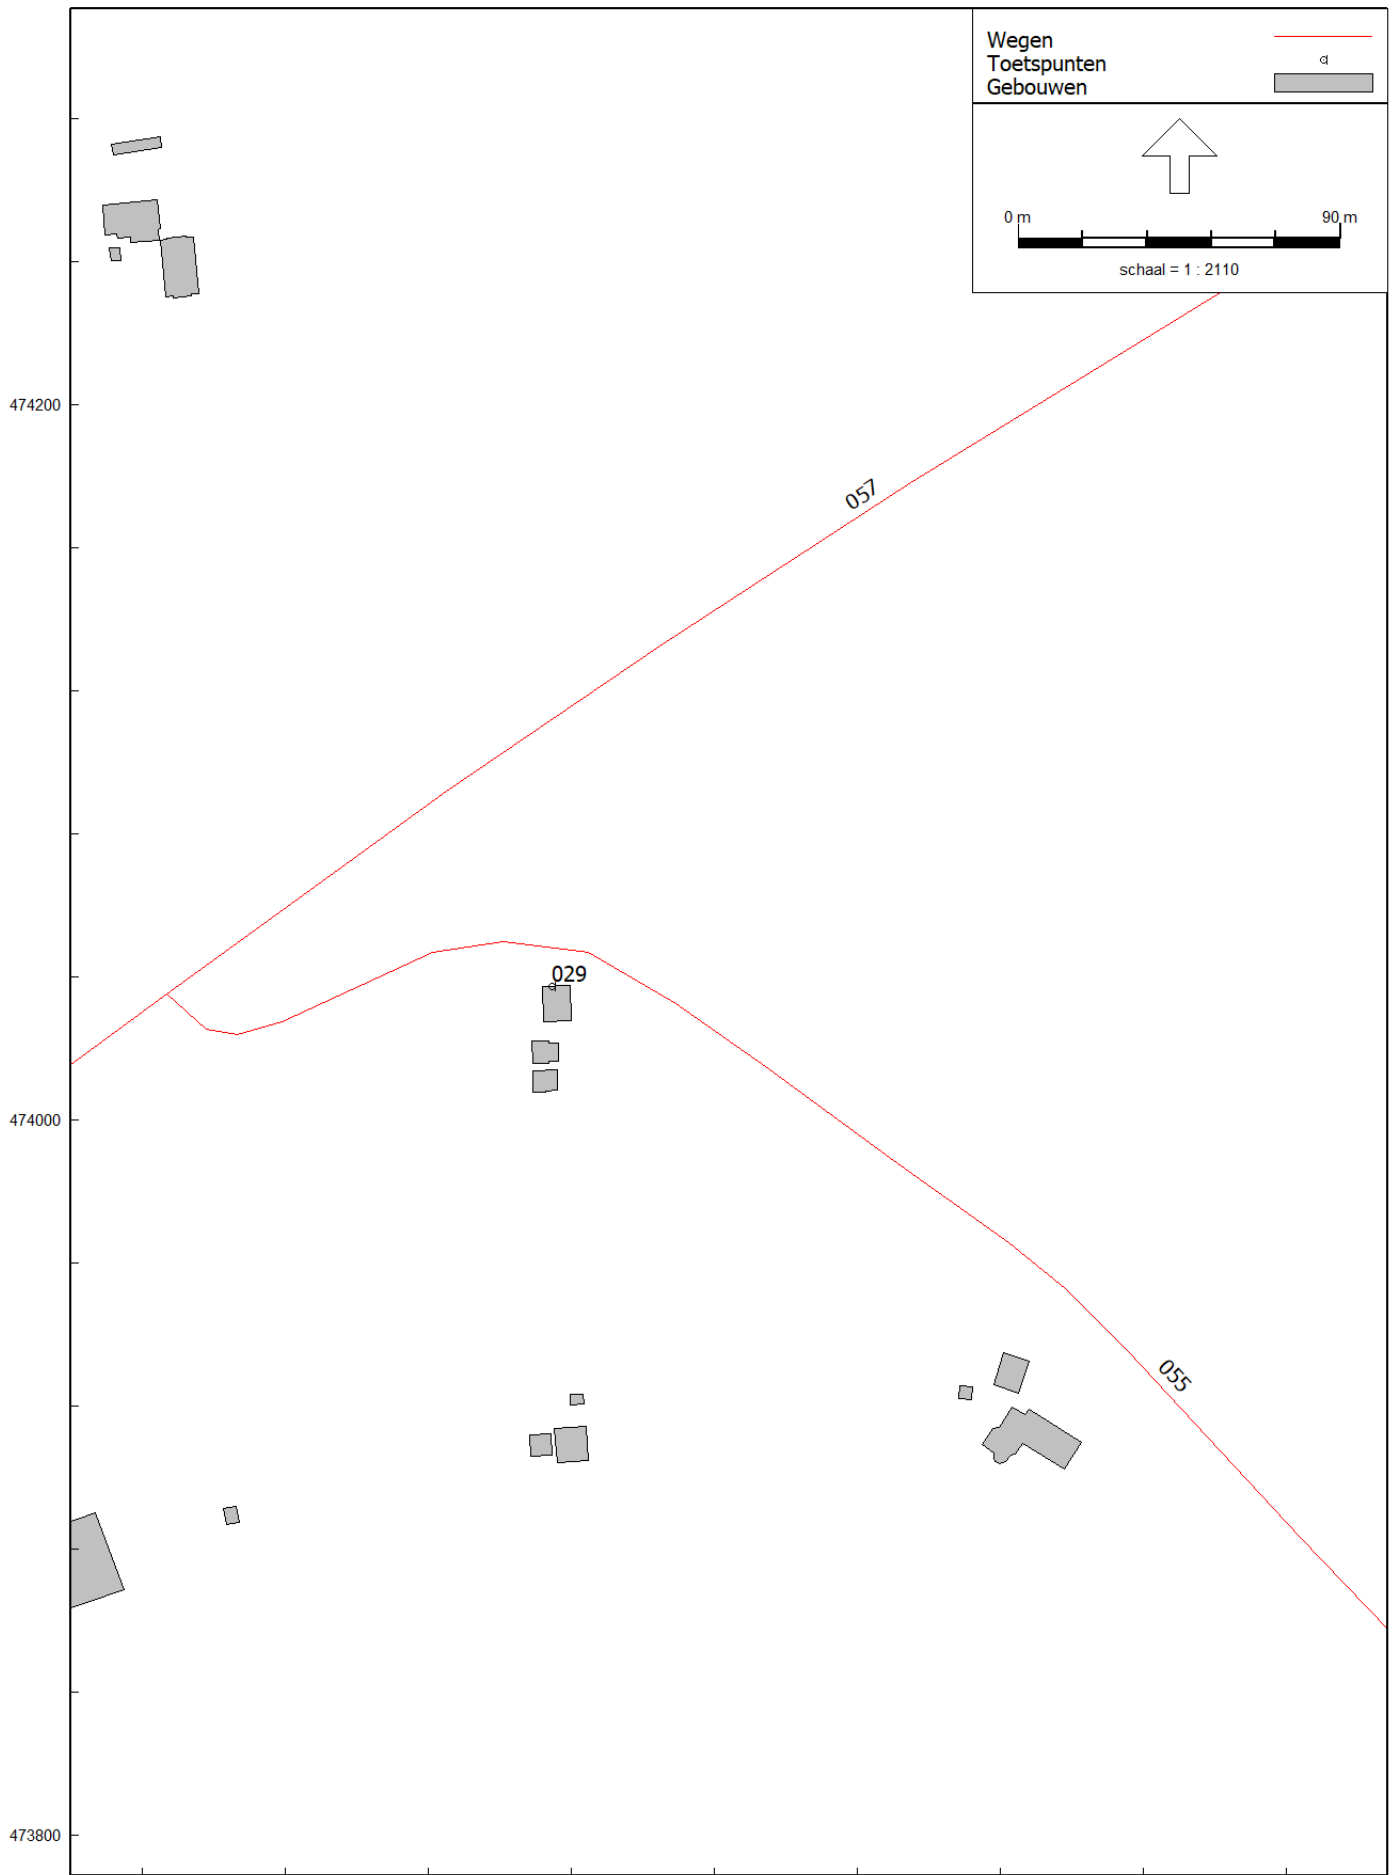 Wegen
Toetspunten
Gebouwen
0 m 90 m
schaal = 1 : 2110
474200
057
029
474000
055
473800